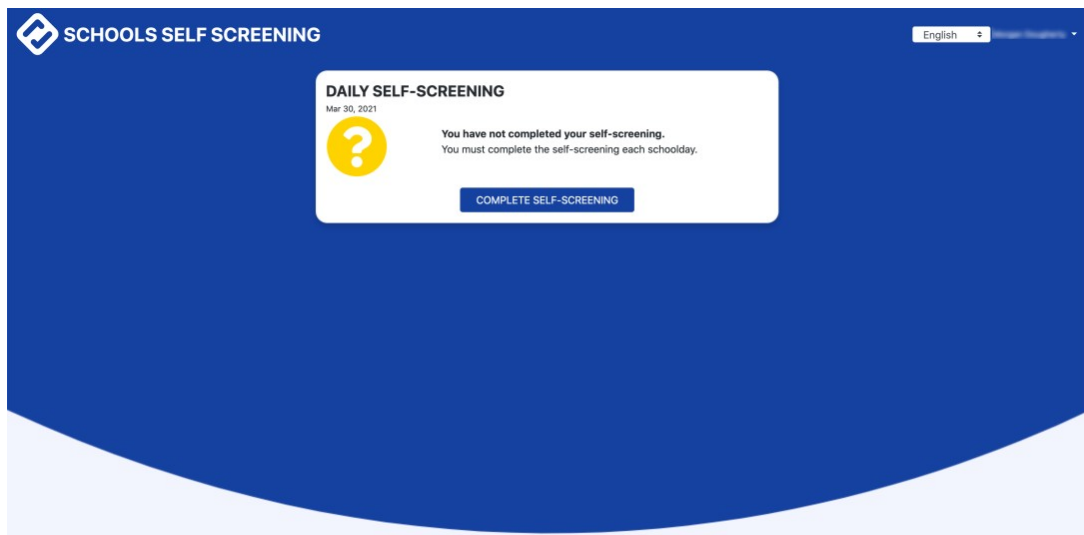 SCHOOLS SELF SCREENING
English
DAILY SELF-SCREENING
Mar 30, 2021
You have not completed your self-screening.
You must complete the self-screening each schoolday.
COMPLETE SELF-SCREENING